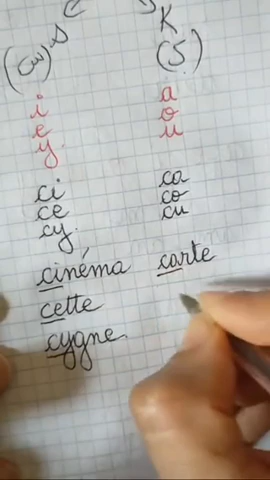 s K
(s)
i a
e o
y u
ci ca
ce co
cy cu
cinéma carte
cette
cygne